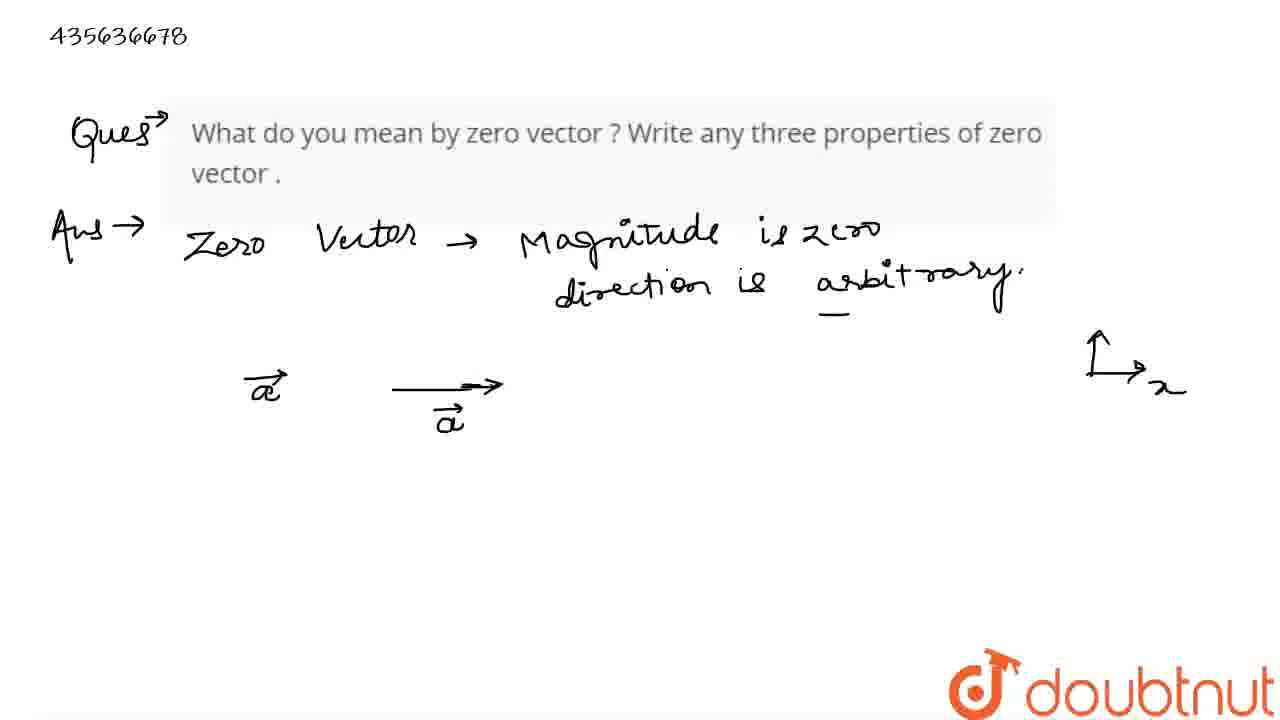 435636678
Ques→ What do you mean by zero vector ? Write any three properties of zero
vector .
Ans → Zero Vector → Magnitude is zero
direction is arbitrary.
a⃗
a⃗
x
doubtnut